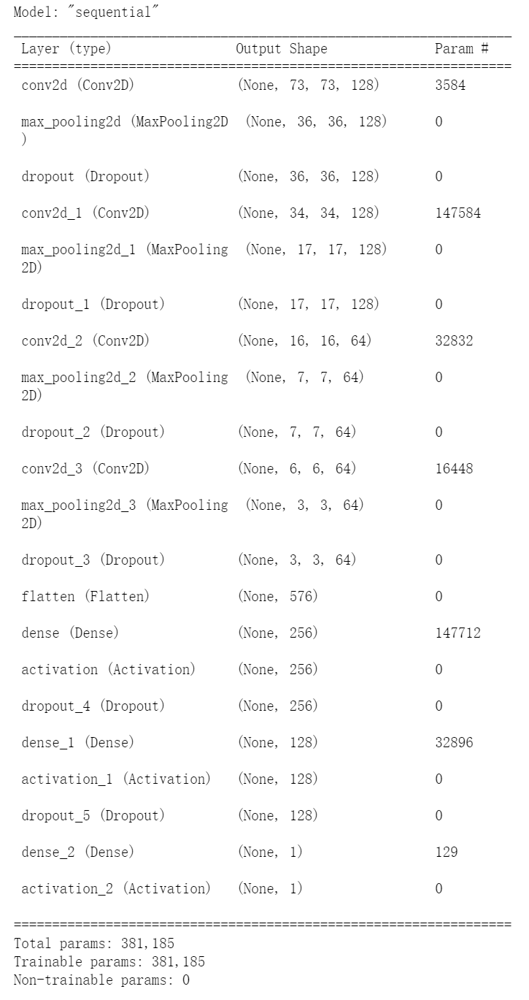 Model: "sequential"
_________________________________________________________________
Layer (type) Output Shape Param #
=================================================================
conv2d (Conv2D) (None, 73, 73, 128) 3584
max_pooling2d (MaxPooling2D (None, 36, 36, 128) 0
)
dropout (Dropout) (None, 36, 36, 128) 0
conv2d_1 (Conv2D) (None, 34, 34, 128) 147584
max_pooling2d_1 (MaxPooling (None, 17, 17, 128) 0
2D)
dropout_1 (Dropout) (None, 17, 17, 128) 0
conv2d_2 (Conv2D) (None, 16, 16, 64) 32832
max_pooling2d_2 (MaxPooling (None, 7, 7, 64) 0
2D)
dropout_2 (Dropout) (None, 7, 7, 64) 0
conv2d_3 (Conv2D) (None, 6, 6, 64) 16448
max_pooling2d_3 (MaxPooling (None, 3, 3, 64) 0
2D)
dropout_3 (Dropout) (None, 3, 3, 64) 0
flatten (Flatten) (None, 576) 0
dense (Dense) (None, 256) 147712
activation (Activation) (None, 256) 0
dropout_4 (Dropout) (None, 256) 0
dense_1 (Dense) (None, 128) 32896
activation_1 (Activation) (None, 128) 0
dropout_5 (Dropout) (None, 128) 0
dense_2 (Dense) (None, 1) 129
activation_2 (Activation) (None, 1) 0
=================================================================
Total params: 381,185
Trainable params: 381,185
Non-trainable params: 0